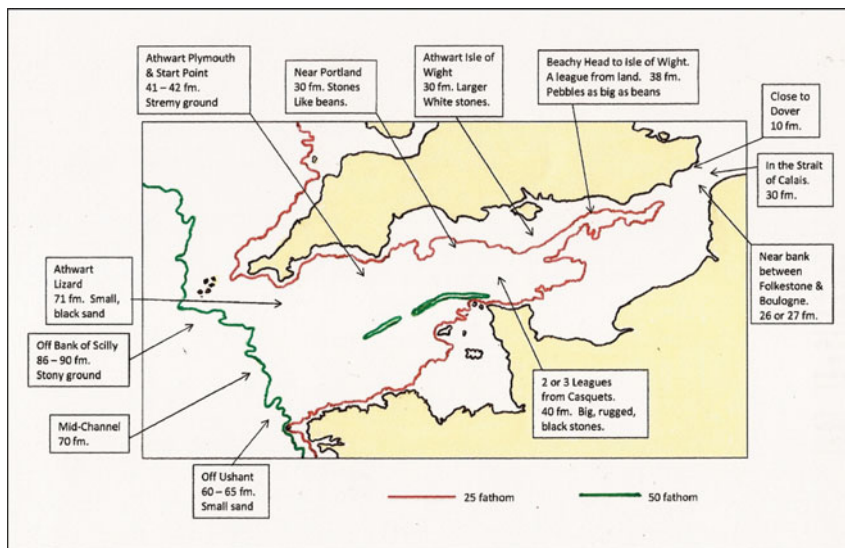 Athwart Plymouth
& Start Point
41 – 42 fm.
Stremy ground
Near Portland
30 fm. Stones
Like beans.
Athwart Isle of
Wight
30 fm. Larger
White stones.
Beachy Head to Isle of Wight.
A league from land. 38 fm.
Pebbles as big as beans
Close to
Dover
10 fm.
In the Strait
of Calais.
30 fm.
Near bank
between
Folkestone &
Boulogne.
26 or 27 fm.
Athwart
Lizard
71 fm. Small,
black sand
Off Bank of Scilly
86 – 90 fm.
Stony ground
Mid-Channel
70 fm.
Off Ushant
60 – 65 fm.
Small sand
2 or 3 Leagues
from Casquets.
40 fm. Big, rugged,
black stones.
25 fathom
50 fathom